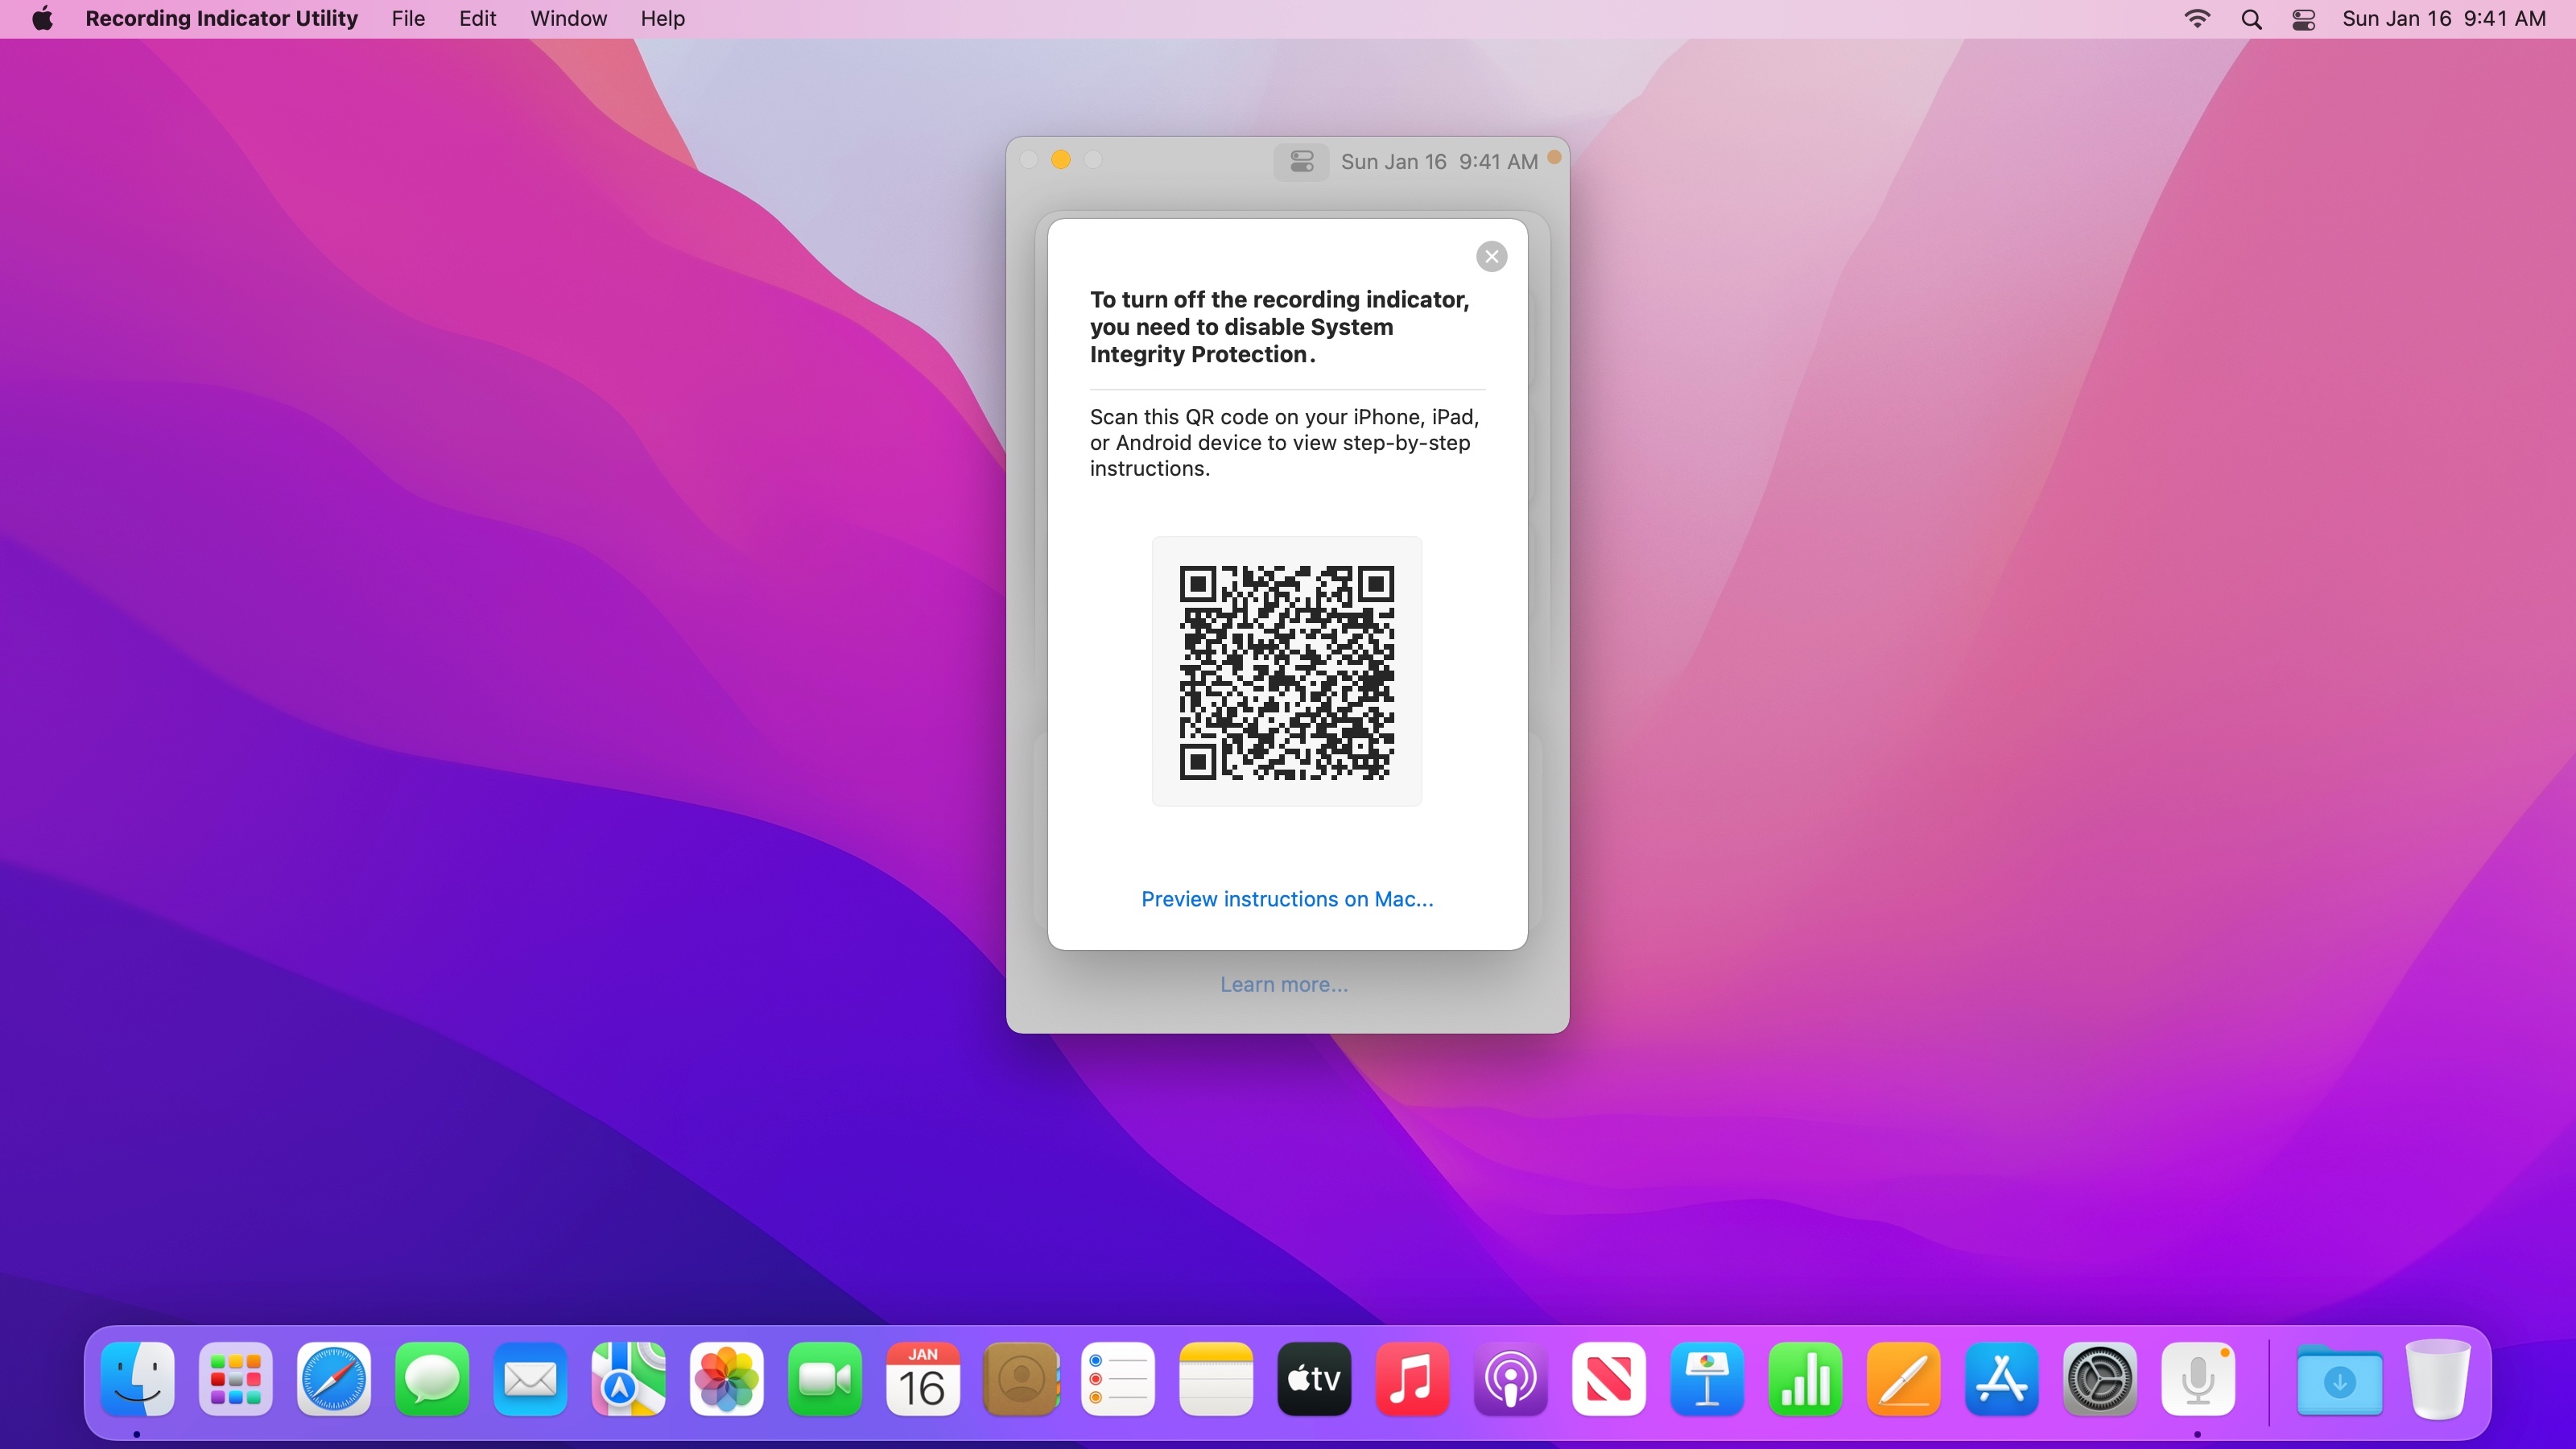 Recording Indicator Utility File Edit Window Help Sun Jan 16 9:41 AM
Sun Jan 16 9:41 AM
To turn off the recording indicator,
you need to disable System
Integrity Protection.
Scan this QR code on your iPhone, iPad,
or Android device to view step-by-step
instructions.
Preview instructions on Mac...
Learn more...
JAN
16
tv